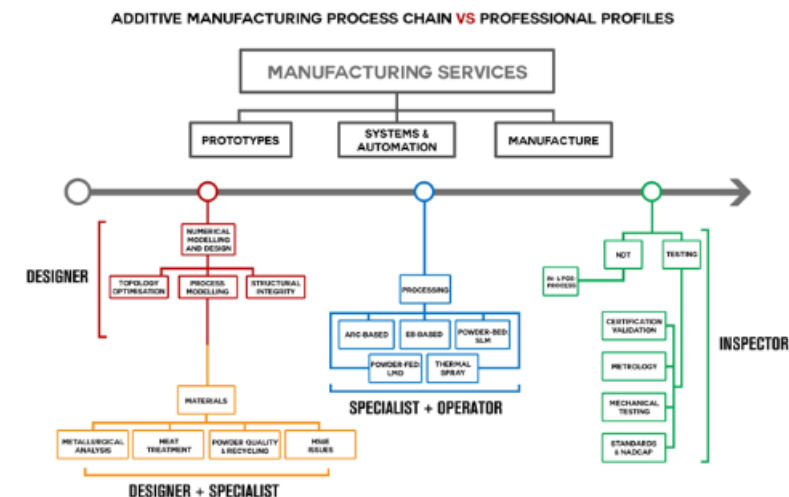 ADDITIVE MANUFACTURING PROCESS CHAIN VS PROFESSIONAL PROFILES
MANUFACTURING SERVICES
PROTOTYPES
SYSTEMS &
AUTOMATION
MANUFACTURE
DESIGNER
NUMERICAL
MODELLING
AND DESIGN
TOPOLOGY
OPTIMISATION
PROCESS
MODELLING
STRUCTURAL
INTEGRITY
MATERIALS
METALLURGICAL
ANALYSIS
HEAT
TREATMENT
POWDER QUALITY
& RECYCLING
HS&E
ISSUES
DESIGNER + SPECIALIST
PROCESSING
ARC-BASED
EB-BASED
POWDER-BED:
SLM
POWDER-FED:
LMD
THERMAL
SPRAY
SPECIALIST + OPERATOR
NDT
TESTING
PROCESS
CERTIFICATION
VALIDATION
METROLOGY
MECHANICAL
TESTING
STANDARDS
& NADCAP
INSPECTOR